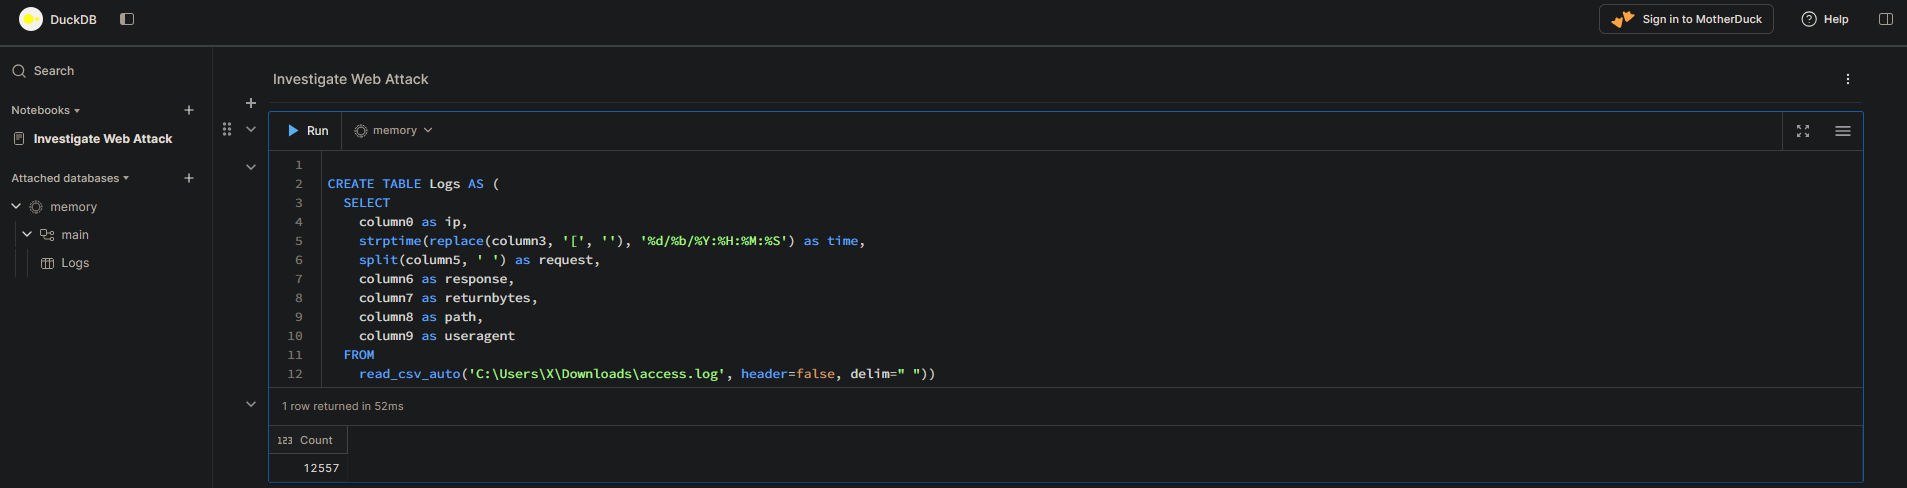 DuckDB
Sign in to MotherDuck
Help
Search
Notebooks
Investigate Web Attack
Attached databases
memory
main
Logs
Investigate Web Attack
Run
memory
1
2 CREATE TABLE Logs AS (
3 SELECT
4 column0 as ip,
5 strptime(replace(column3, '[', ''), '%d/%b/%Y:%H:%M:%S') as time,
6 split(column5, ' ') as request,
7 column6 as response,
8 column7 as returnbytes,
9 column8 as path,
10 column9 as useragent
11 FROM
12 read_csv_auto('C:\Users\X\Downloads\access.log', header=false, delim=" "))
1 row returned in 52ms
123 Count
12557